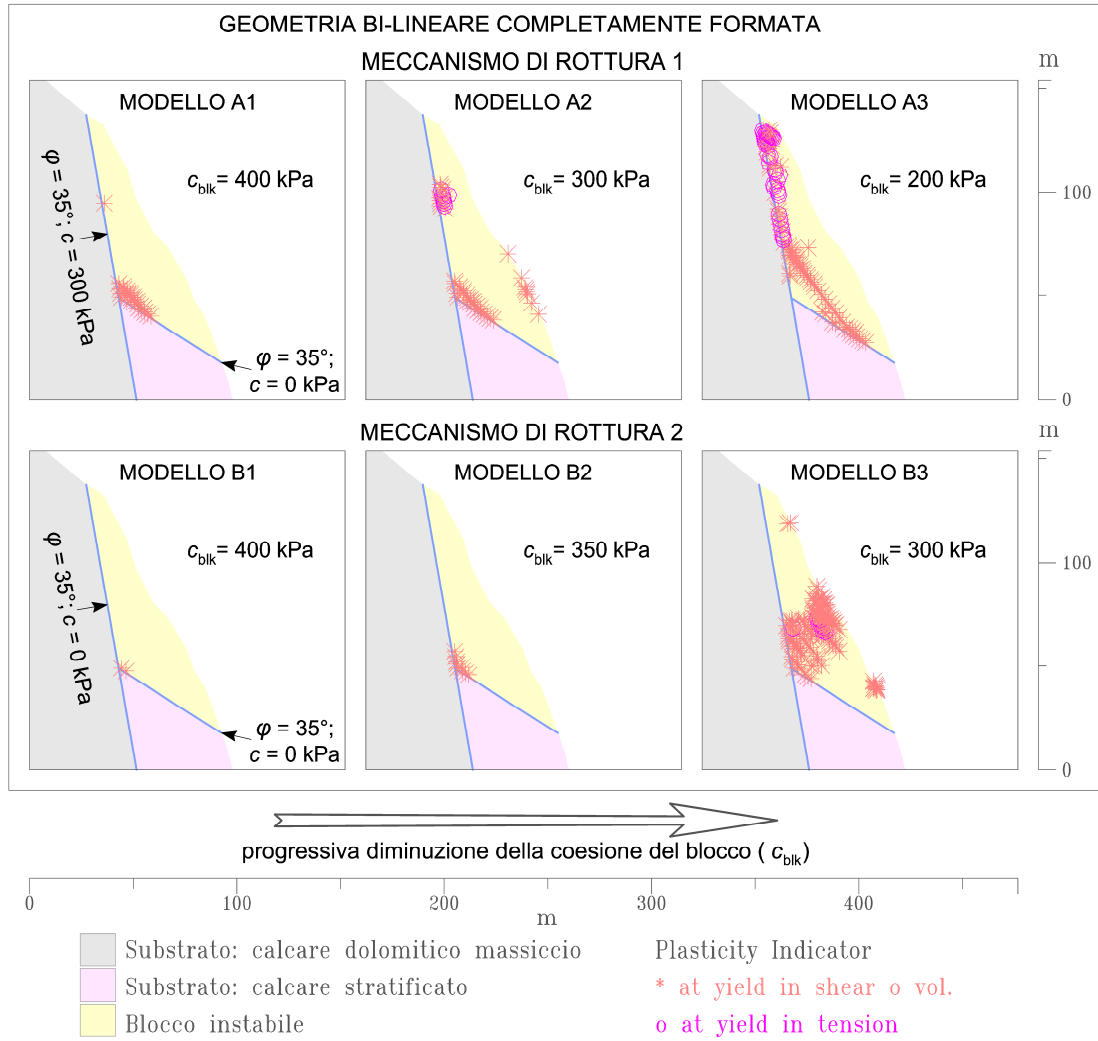 GEOMETRIA BI-LINEARE COMPLETAMENTE FORMATA
MECCANISMO DI ROTTURA 1
m
MODELLO A1
MODELLO A2
MODELLO A3
φ = 35°; c = 300 kPa
c_blk = 400 kPa
c_blk = 300 kPa
c_blk = 200 kPa
100
φ = 35°;
c = 0 kPa
0
MECCANISMO DI ROTTURA 2
m
MODELLO B1
MODELLO B2
MODELLO B3
φ = 35°; c = 0 kPa
c_blk = 400 kPa
c_blk = 350 kPa
c_blk = 300 kPa
100
φ = 35°;
c = 0 kPa
0
progressiva diminuzione della coesione del blocco ( c_blk)
0 100 200 300 400
m
Substrato: calcare dolomitico massiccio
Substrato: calcare stratificato
Blocco instabile
Plasticity Indicator
* at yield in shear o vol.
o at yield in tension